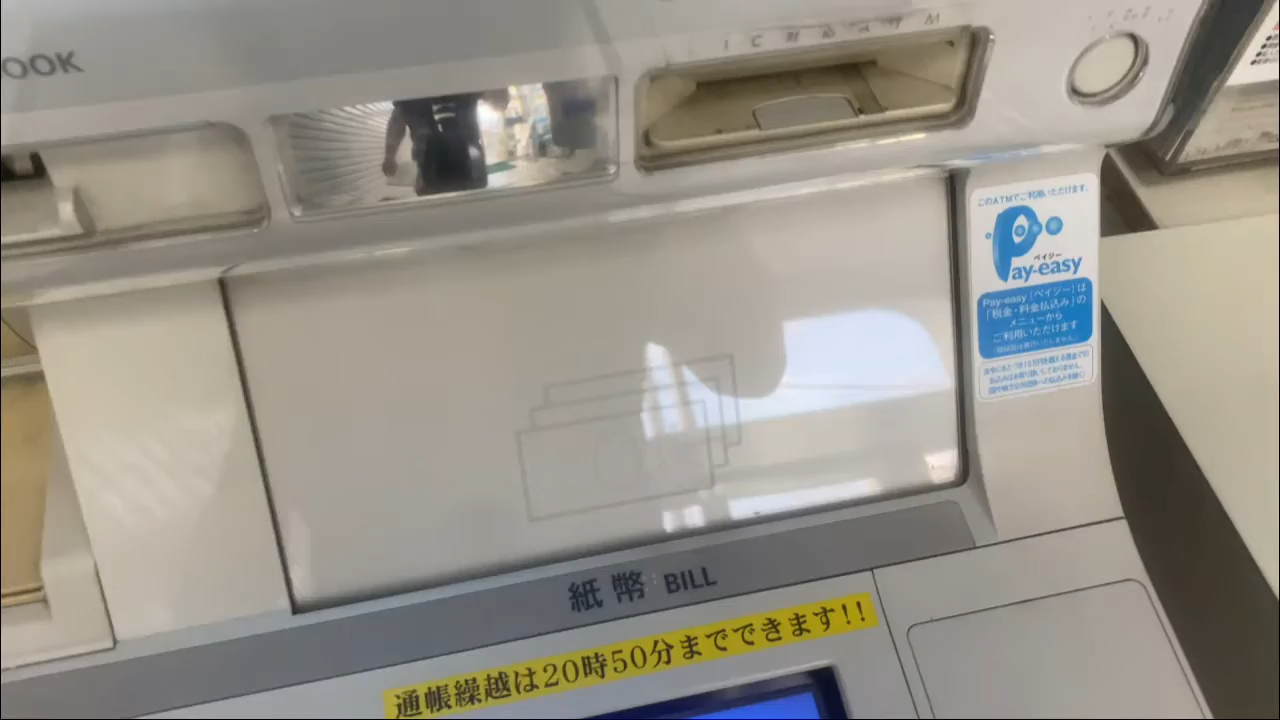 OOK
このATMでご利用いただけます。
ペイジー
Pay-easy
Pay-easy(ペイジー)は
「税金・料金払込み」の
メニューから
ご利用いただけます
紙幣 BILL
通帳繰越は20時50分までできます!!